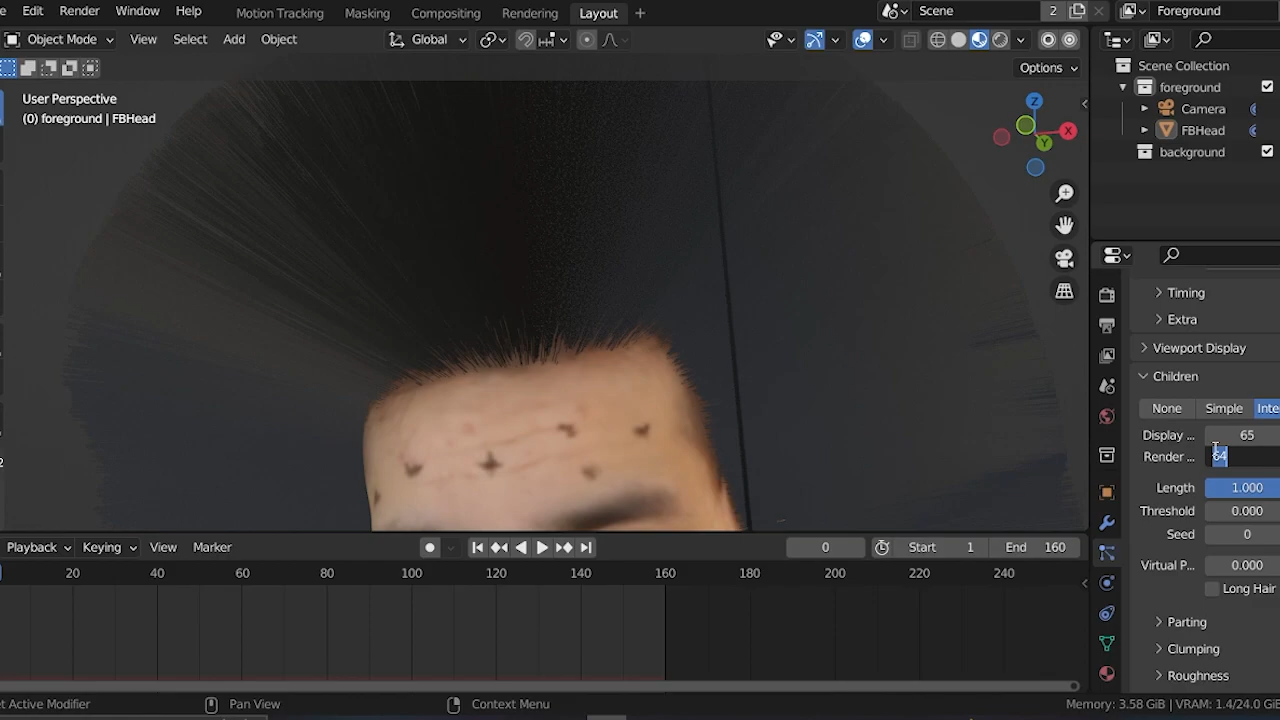 Edit Render Window Help Motion Tracking Masking Compositing Rendering Layout Scene 2 Foreground
Object Mode View Select Add Object Global
Options
User Perspective
(0) foreground | FBHead
Z
X
Y
Scene Collection
foreground
Camera
FBHead
background
Timing
Extra
Viewport Display
Children
None Simple Inte
Display ... 65
Render ... 64
Length 1.000
Threshold 0.000
Seed 0
Virtual P... 0.000
Long Hair
Parting
Clumping
Roughness
Playback Keying View Marker 0 Start 1 End 160
20 40 60 80 100 120 140 160 180 200 220 240
et Active Modifier Pan View Context Menu Memory: 3.58 GiB | VRAM: 1.4/24.0 GiB